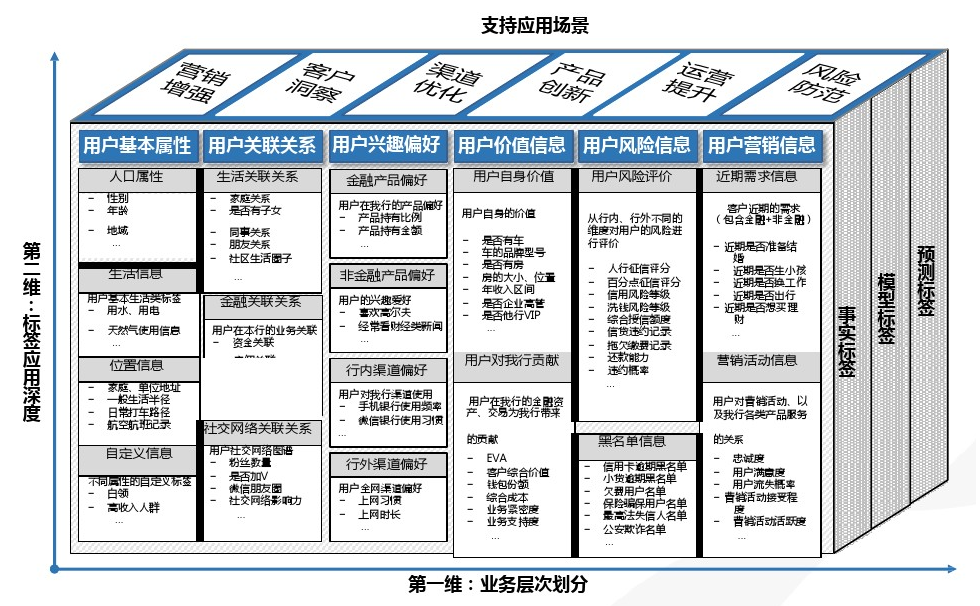 支持应用场景
营销
增强
客户
洞察
渠道
优化
产品
创新
运营
提升
风险
防范
用户基本属性
人口属性
– 性别
– 年龄
– 地域
...
生活信息
用户基本生活类标签
– 用水、用电
– 天然气使用信息
...
位置信息
– 家庭、单位地址
– 一般生活半径
– 日常打车路径
– 航空航班记录
自定义信息
不同属性的自定义标签
– 白领
– 高收入人群
...
用户关联关系
生活关联关系
– 家庭关系
– 是否有子女
– 同事关系
– 朋友关系
– 社区生活圈子
...
金融关联关系
用户在本行的业务关联
– 资金关联
社交网络关联关系
用户社交网络图谱
– 粉丝数量
– 是否加V
– 微信朋友圈
– 社交网络影响力
...
用户兴趣偏好
金融产品偏好
用户在我行的产品偏好
– 产品持有比例
– 产品持有金额
...
非金融产品偏好
用户的兴趣爱好
– 喜欢高尔夫
– 经常看财经类新闻
...
行内渠道偏好
用户对我行渠道使用
– 手机银行使用频率
– 微信银行使用习惯
...
行外渠道偏好
用户全网渠道偏好
– 上网习惯
– 上网时长
...
用户价值信息
用户自身价值
用户自身的价值
– 是否有车
– 车的品牌型号
– 是否有房
– 房的大小、位置
– 年收入区间
– 是否企业高管
– 是否他行VIP
...
用户对我行贡献
用户在我行的金融资
产、交易为我行带来
的贡献
– EVA
– 客户综合价值
– 钱包份额
– 综合成本
– 业务紧密度
– 业务支持度
...
用户风险信息
用户风险评价
从行内、行外不同的
维度对用户的风险进
行评价
– 人行征信评分
– 百分点征信评分
– 信用风险等级
– 洗钱风险等级
– 综合授信额度
– 信贷违约记录
– 拖欠缴费记录
– 还款能力
– 违约概率
...
黑名单信息
– 信用卡逾期黑名单
– 小贷逾期黑名单
– 欠费用户名单
– 保险骗保用户名单
– 最高法失信人名单
– 公安欺诈名单
...
用户营销信息
近期需求信息
客户近期的需求
（包含金融+非金融）
– 近期是否准备结
婚
– 近期是否生小孩
– 近期是否换工作
– 近期是否出行
– 近期是否想买理
财
...
营销活动信息
用户对营销活动、以
及我行各类产品服务
的关系
– 忠诚度
– 用户满意度
– 用户流失概率
– 营销活动接受程
度
– 营销活动活跃度
...
事实标签
模型标签
预测标签
第二维：标签应用深度
第一维：业务层次划分